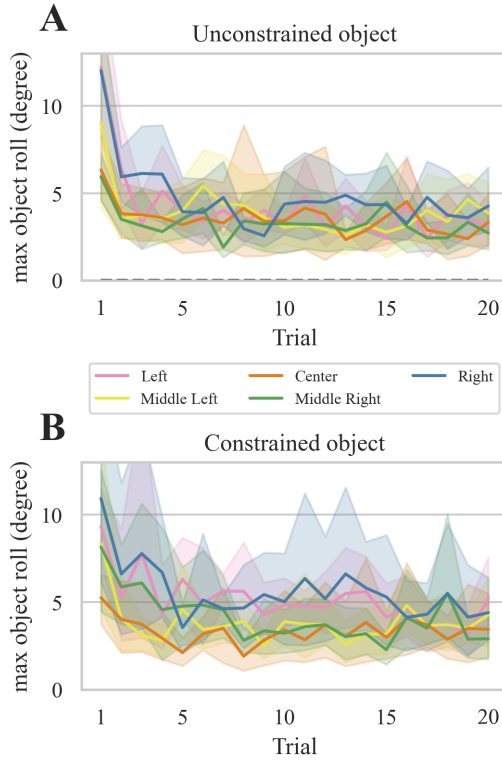 A
Unconstrained object
max object roll (degree)
10
5
0
1 5 10 15 20
Trial
Left Center Right
Middle Left Middle Right
B
Constrained object
max object roll (degree)
10
5
0
1 5 10 15 20
Trial